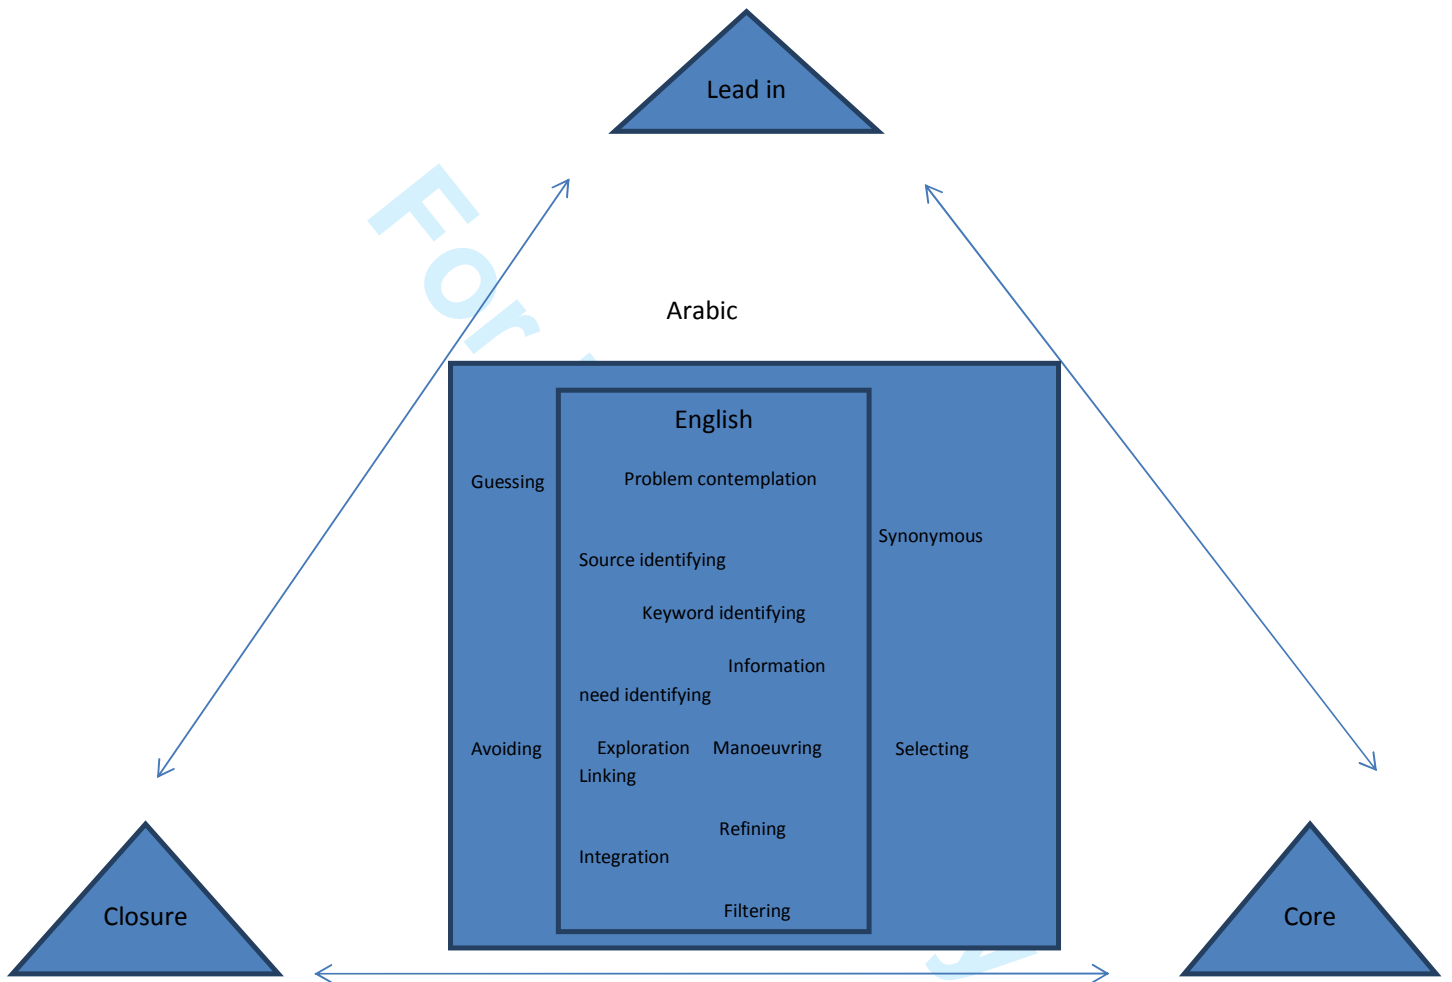 Lead in
For
Arabic
English
Guessing
Problem contemplation
Synonymous
Source identifying
Keyword identifying
Information
need identifying
Avoiding
Exploration Manoeuvring
Selecting
Linking
Refining
Integration
Filtering
Closure
Core